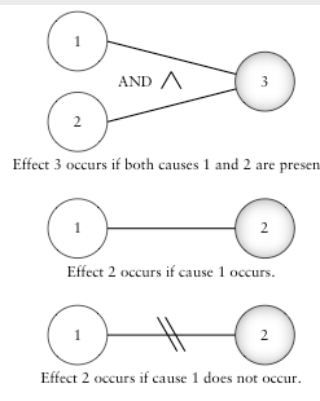 1
AND ∧
3
2
Effect 3 occurs if both causes 1 and 2 are presen
1
2
Effect 2 occurs if cause 1 occurs.
1
2
Effect 2 occurs if cause 1 does not occur.